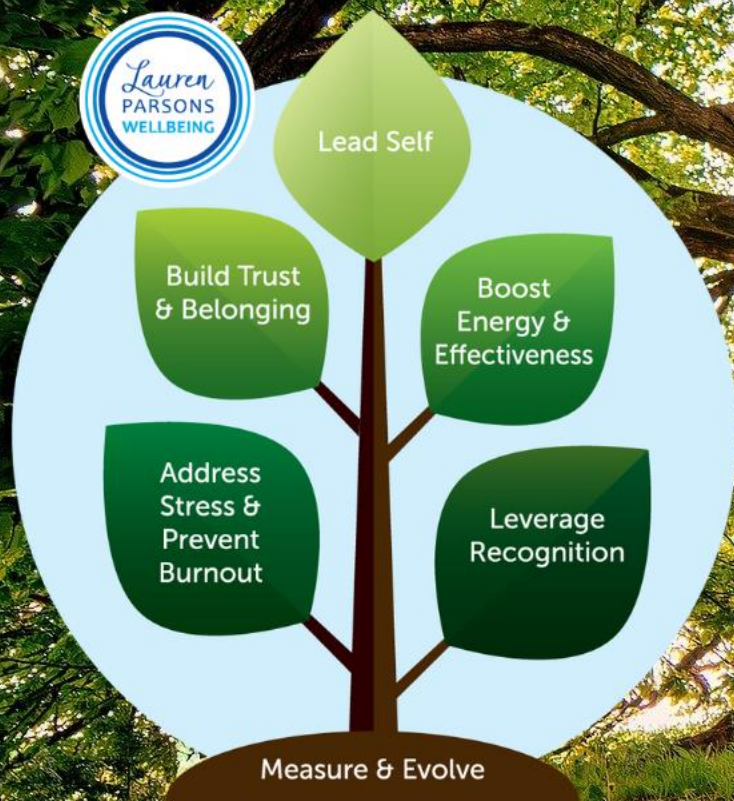 Lauren
PARSONS
WELLBEING
Lead Self
Build Trust
& Belonging
Boost
Energy &
Effectiveness
Address
Stress &
Prevent
Burnout
Leverage
Recognition
Measure & Evolve